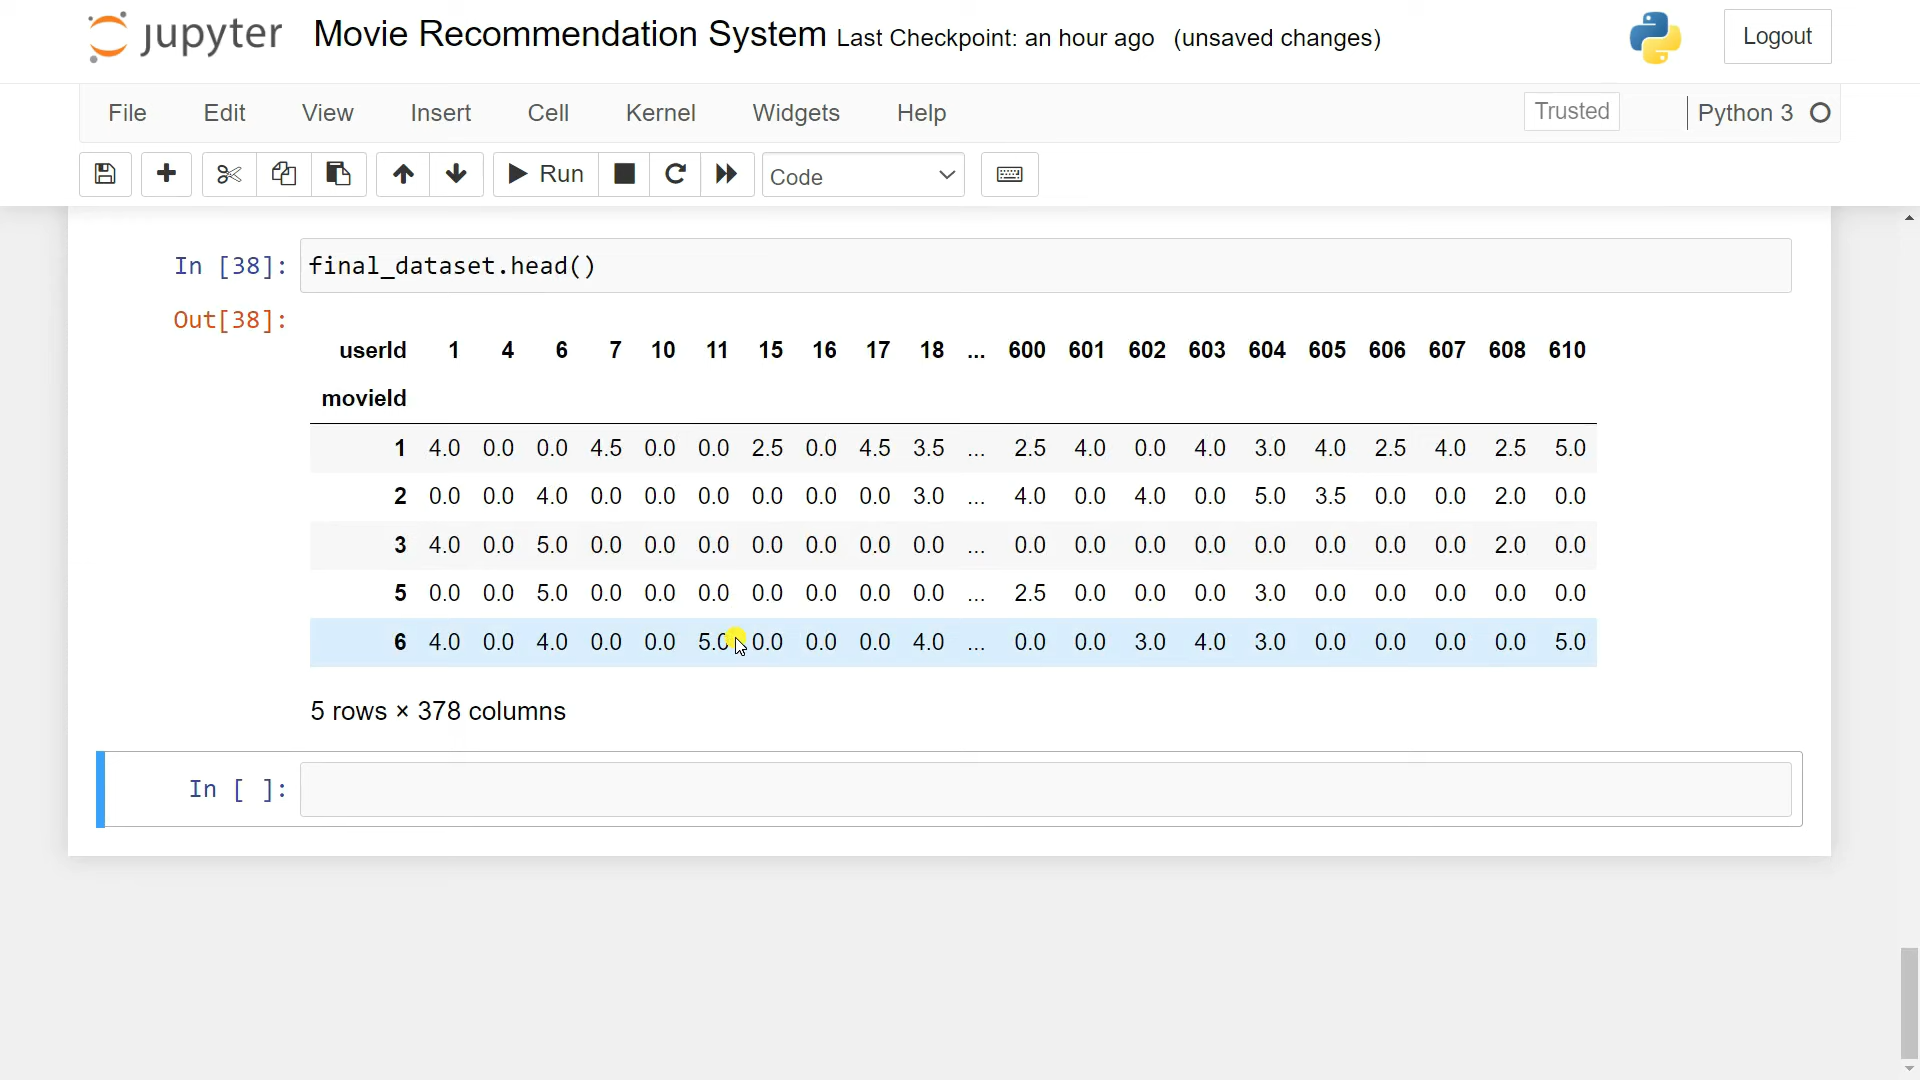 jupyter Movie Recommendation System Last Checkpoint: an hour ago (unsaved changes) Logout
File Edit View Insert Cell Kernel Widgets Help Trusted Python 3
Run Code
In [38]: final_dataset.head()
Out[38]:
userId 1 4 6 7 10 11 15 16 17 18 ... 600 601 602 603 604 605 606 607 608 610
movieId
1 4.0 0.0 0.0 4.5 0.0 0.0 2.5 0.0 4.5 3.5 ... 2.5 4.0 0.0 4.0 3.0 4.0 2.5 4.0 2.5 5.0
2 0.0 0.0 4.0 0.0 0.0 0.0 0.0 0.0 0.0 3.0 ... 4.0 0.0 4.0 0.0 5.0 3.5 0.0 0.0 2.0 0.0
3 4.0 0.0 5.0 0.0 0.0 0.0 0.0 0.0 0.0 0.0 ... 0.0 0.0 0.0 0.0 0.0 0.0 0.0 0.0 2.0 0.0
5 0.0 0.0 5.0 0.0 0.0 0.0 0.0 0.0 0.0 0.0 ... 2.5 0.0 0.0 0.0 3.0 0.0 0.0 0.0 0.0 0.0
6 4.0 0.0 4.0 0.0 0.0 5.0 0.0 0.0 0.0 4.0 ... 0.0 0.0 3.0 4.0 3.0 0.0 0.0 0.0 0.0 5.0
5 rows × 378 columns
In [ ]: